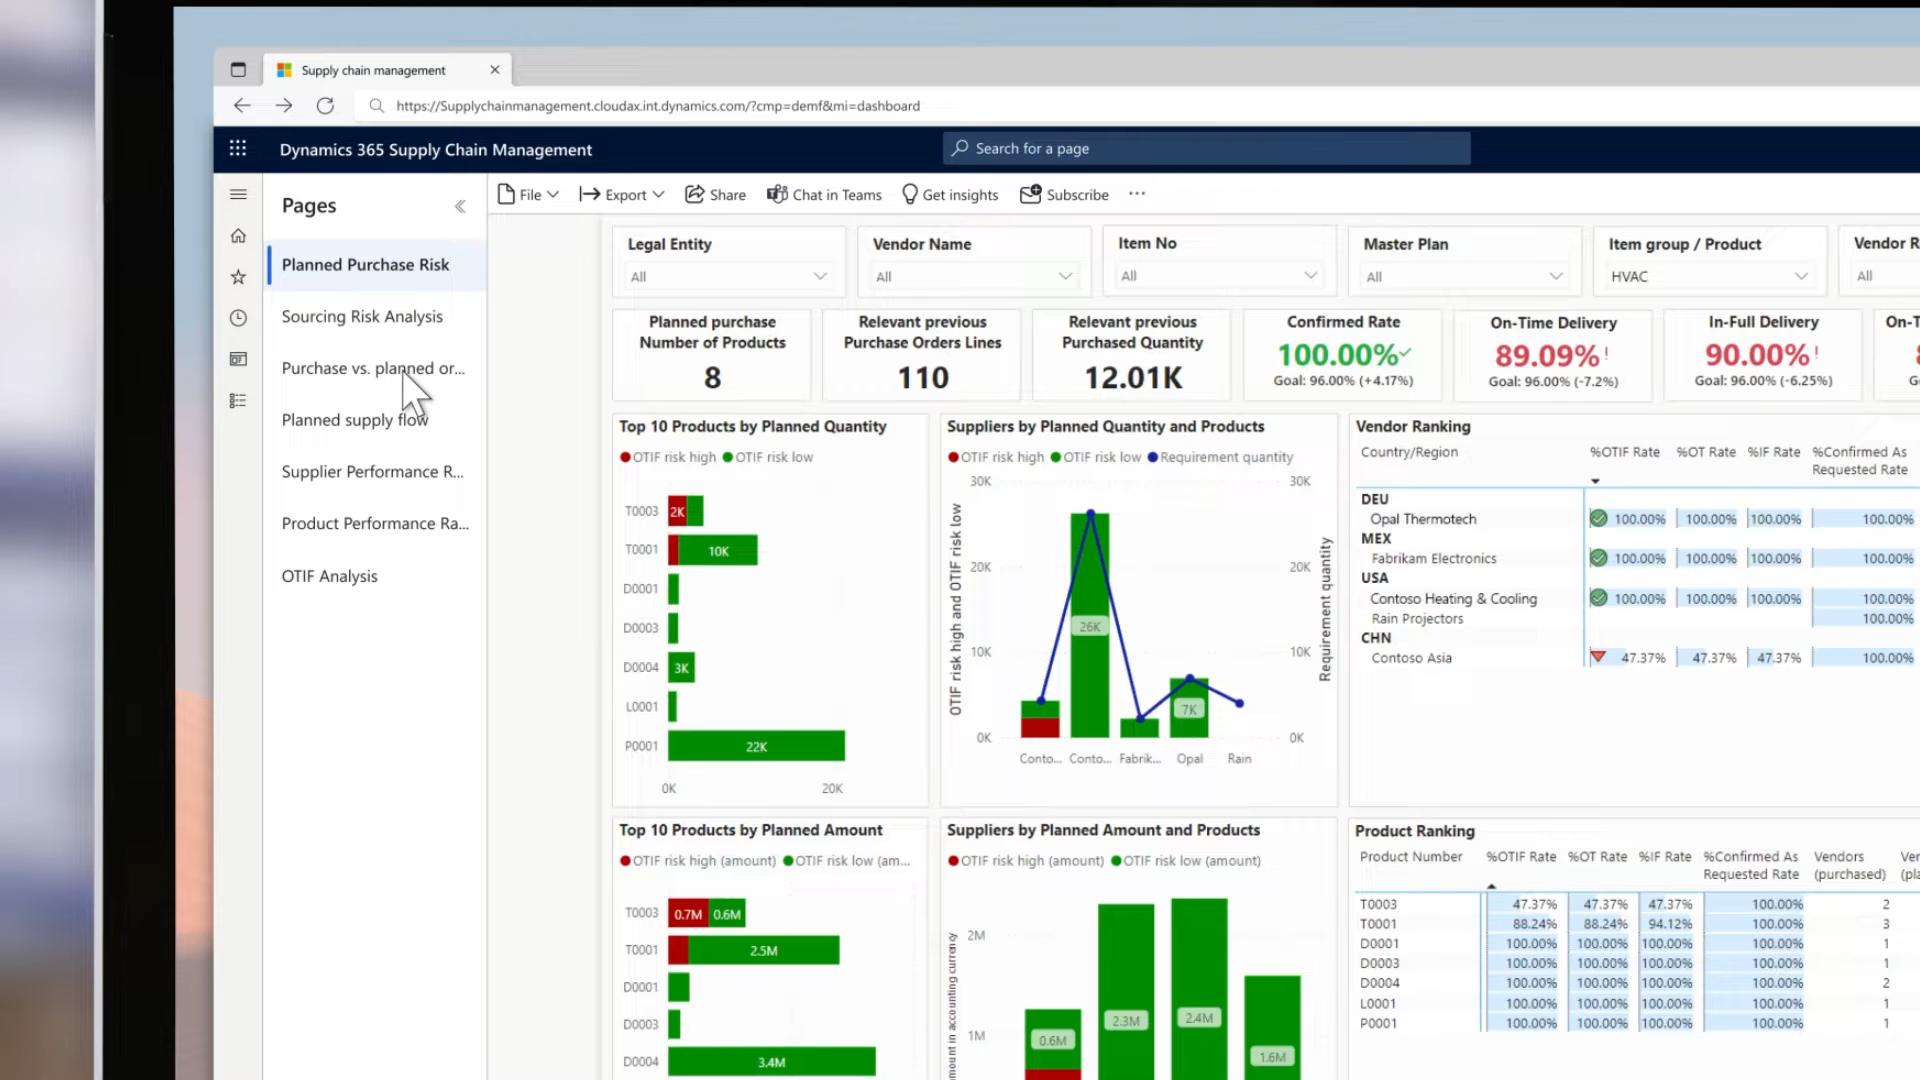 Supply chain management
https://Supplychainmanagement.cloudax.int.dynamics.com/?cmp=demf&mi=dashboard
Dynamics 365 Supply Chain Management
Search for a page
Pages
Planned Purchase Risk
Sourcing Risk Analysis
Purchase vs. planned or...
Planned supply flow
Supplier Performance R...
Product Performance Ra...
OTIF Analysis
File Export Share Chat in Teams Get insights Subscribe ...
Legal Entity
All
Vendor Name
All
Item No
All
Master Plan
All
Item group / Product
HVAC
Vendor R
All
Planned purchase
Number of Products
8
Relevant previous
Purchase Orders Lines
110
Relevant previous
Purchased Quantity
12.01K
Confirmed Rate
100.00%
Goal: 96.00% (+4.17%)
On-Time Delivery
89.09%!
Goal: 96.00% (-7.2%)
In-Full Delivery
90.00%!
Goal: 96.00% (-6.25%)
On-T
Top 10 Products by Planned Quantity
OTIF risk high OTIF risk low
T0003 2K
T0001 10K
D0001
D0003
D0004 3K
L0001
P0001 22K
0K 20K
Suppliers by Planned Quantity and Products
OTIF risk high OTIF risk low Requirement quantity
OTIF risk high and OTIF risk low
30K 30K
20K 20K
10K 10K
0K 0K
26K
7K
Requirement quantity
Conto... Conto... Fabrik... Opal Rain
Vendor Ranking
Country/Region %OTIF Rate %OT Rate %IF Rate %Confirmed As
Requested Rate
DEU
Opal Thermotech 100.00% 100.00% 100.00% 100.00%
MEX
Fabrikam Electronics 100.00% 100.00% 100.00% 100.00%
USA
Contoso Heating & Cooling 100.00% 100.00% 100.00% 100.00%
Rain Projectors 100.00%
CHN
Contoso Asia 47.37% 47.37% 47.37% 100.00%
Top 10 Products by Planned Amount
OTIF risk high (amount) OTIF risk low (am...
T0003 0.7M 0.6M
T0001 2.5M
D0001
D0003
D0004 3.4M
Suppliers by Planned Amount and Products
OTIF risk high (amount) OTIF risk low (amount)
mount in accounting currency
2M
1M
0.6M
2.3M
2.4M
1.6M
Product Ranking
Product Number %OTIF Rate %OT Rate %IF Rate %Confirmed As Vendors Ver
Requested Rate (purchased) (pla
T0003 47.37% 47.37% 47.37% 100.00% 2
T0001 88.24% 88.24% 94.12% 100.00% 3
D0001 100.00% 100.00% 100.00% 100.00% 1
D0003 100.00% 100.00% 100.00% 100.00% 1
D0004 100.00% 100.00% 100.00% 100.00% 2
L0001 100.00% 100.00% 100.00% 100.00% 1
P0001 100.00% 100.00% 100.00% 100.00% 1